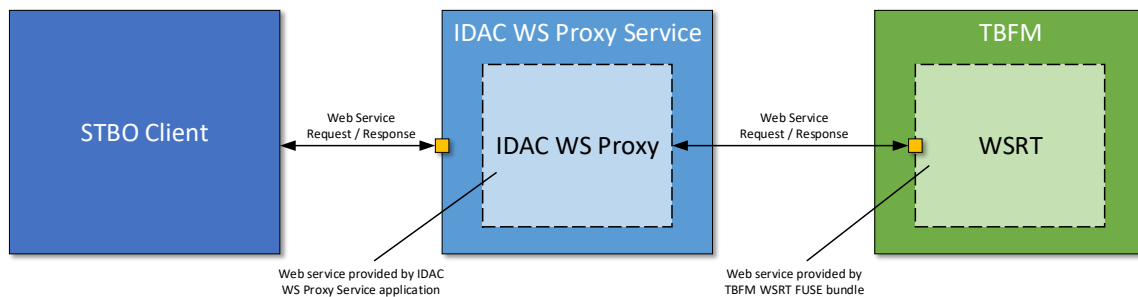 STBO Client
Web Service
Request / Response
IDAC WS Proxy Service
IDAC WS Proxy
Web Service
Request / Response
TBFM
WSRT
Web service provided by IDAC
WS Proxy Service application
Web service provided by
TBFM WSRT FUSE bundle